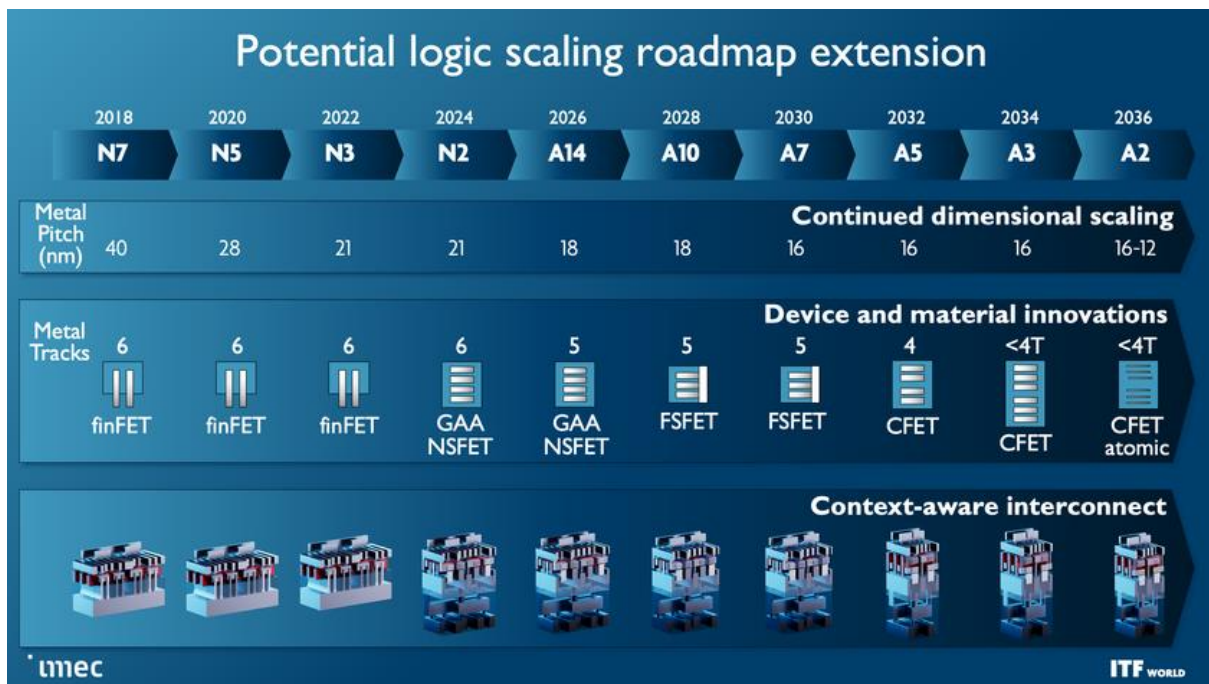 Potential logic scaling roadmap extension
2018 2020 2022 2024 2026 2028 2030 2032 2034 2036
N7 N5 N3 N2 A14 A10 A7 A5 A3 A2
Continued dimensional scaling
Metal
Pitch
(nm)
40 28 21 21 18 18 16 16 16 16-12
Device and material innovations
Metal
Tracks
6 6 6 6 5 5 5 4 <4T <4T
finFET finFET finFET GAA NSFET GAA NSFET FSFET FSFET CFET CFET CFET atomic
Context-aware interconnect
imec
ITF WORLD